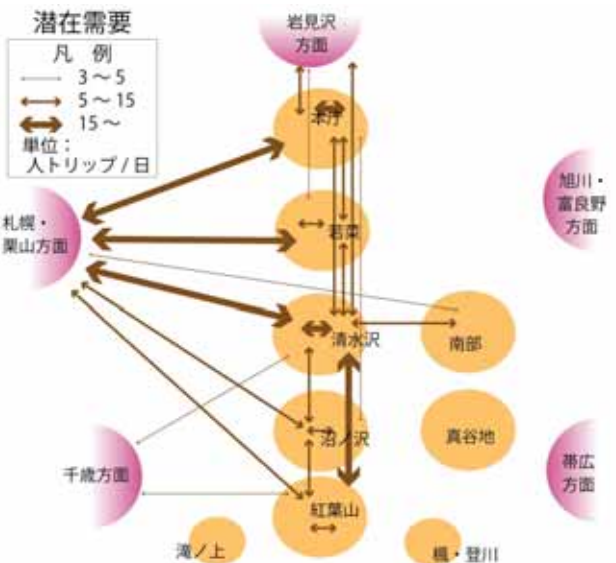 潜在需要
凡 例
3～5
5～15
15～
単位：
人トリップ/日
岩見沢
方面
本庁
旭川・
富良野
方面
札幌・
栗山方面
若菜
清水沢
南部
沼ノ沢
真谷地
千歳方面
帯広
方面
紅葉山
滝ノ上
楓・登川